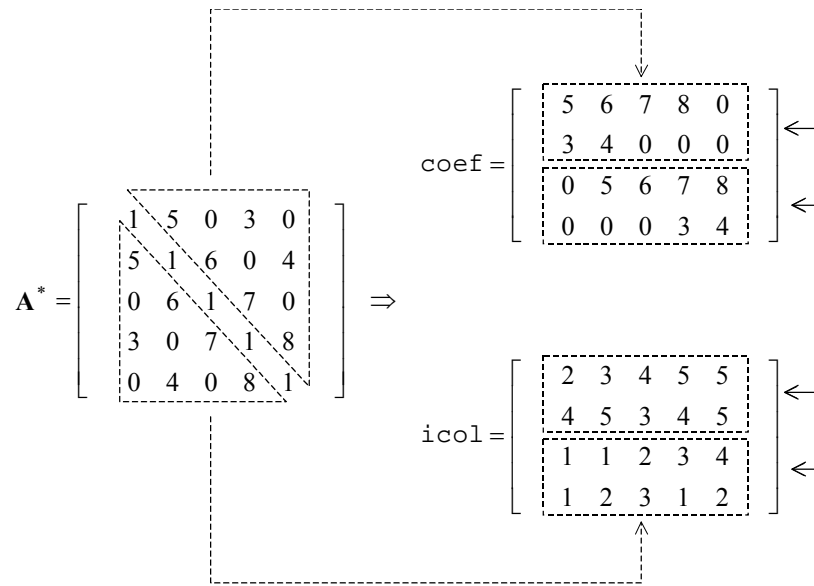 A* = [ 1 5 0 3 0
5 1 6 0 4
0 6 1 7 0
3 0 7 1 8
0 4 0 8 1 ] ⇒
coef = [ 5 6 7 8 0
3 4 0 0 0
0 5 6 7 8
0 0 0 3 4 ]
icol = [ 2 3 4 5 5
4 5 3 4 5
1 1 2 3 4
1 2 3 1 2 ]